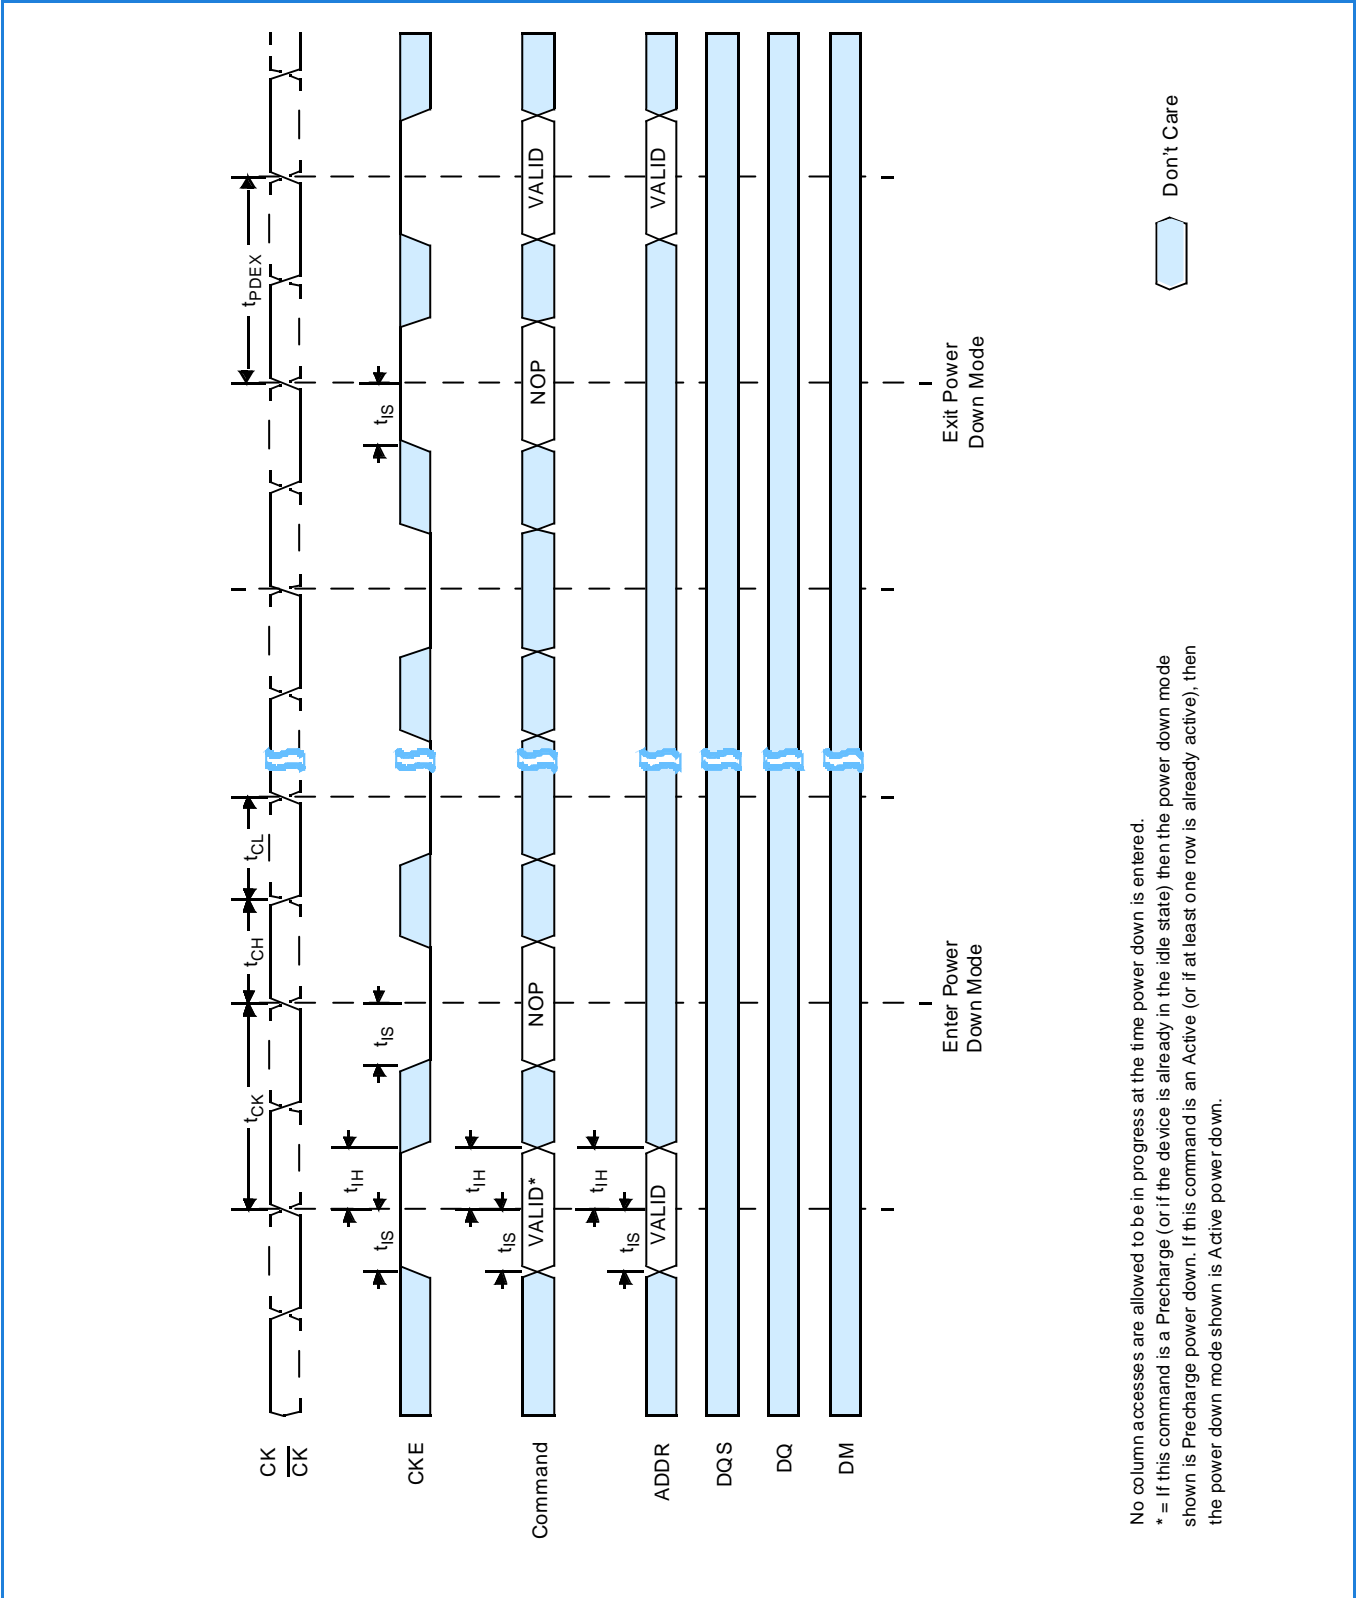 CK
CK
CKE
Command
ADDR
DQS
DQ
DM
tCK
tCH
tCL
tPDEX
tIS
tIH
tIS
tIS
tIS
tIH
tIS
tIH
VALID*
NOP
NOP
VALID
VALID
VALID
Enter Power
Down Mode
Exit Power
Down Mode
Don't Care
No column accesses are allowed to be in progress at the time power down is entered.
* = If this command is a Precharge (or if the device is already in the idle state) then the power down mode
shown is Precharge power down. If this command is an Active (or if at least one row is already active), then
the power down mode shown is Active power down.